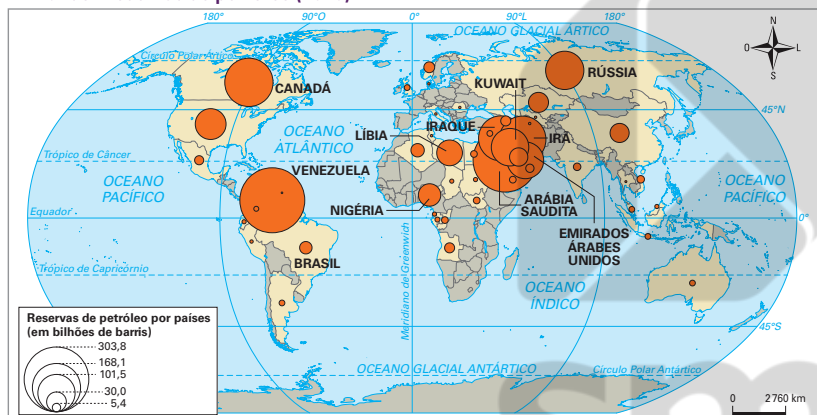 180°
90°O
0°
90°L
180°
OCEANO GLACIAL ÁRTICO
Círculo Polar Ártico
N
O
L
S
CANADÁ
RÚSSIA
KUWAIT
45°N
OCEANO
ATLÂNTICO
LÍBIA
IRAQUE
IRÃ
Trópico de Câncer
OCEANO
PACÍFICO
VENEZUELA
OCEANO
PACÍFICO
NIGÉRIA
ARÁBIA
SAUDITA
Equador
0°
EMIRADOS
ÁRABES
UNIDOS
BRASIL
Meridiano de Greenwich
Trópico de Capricórnio
OCEANO
ÍNDICO
Reservas de petróleo por países
(em bilhões de barris)
303,8
168,1
101,5
30,0
5,4
45°S
OCEANO GLACIAL ANTÁRTICO
Círculo Polar Antártico
0
2 760 km